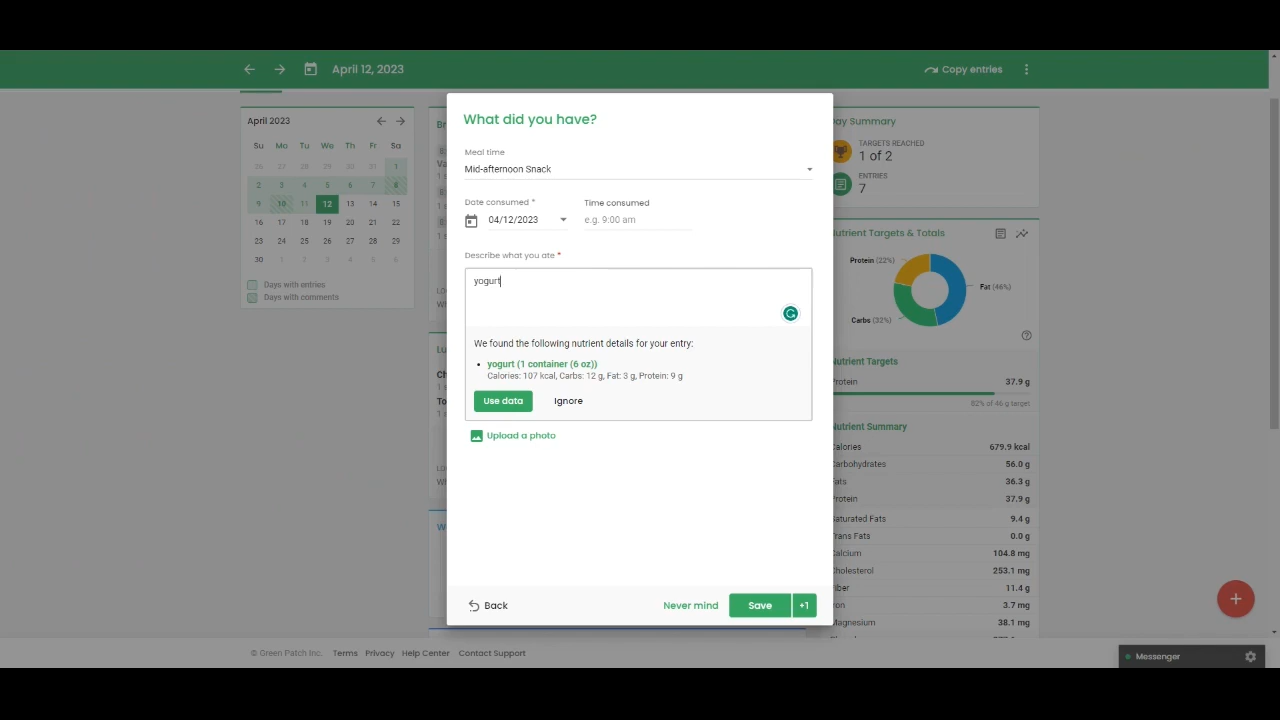 April 12, 2023
Copy entries
April 2023
Su Mo Tu We Th Fr Sa
26 27 28 29 30 31 1
2 3 4 5 6 7 8
9 10 11 12 13 14 15
16 17 18 19 20 21 22
23 24 25 26 27 28 29
30 1 2 3 4 5 6
Days with entries
Days with comments
What did you have?
Meal time
Mid-afternoon Snack
Date consumed *
04/12/2023
Time consumed
e.g. 9:00 am
Describe what you ate *
yogurt
We found the following nutrient details for your entry:
• yogurt (1 container (6 oz))
Calories: 107 kcal, Carbs: 12 g, Fat: 3 g, Protein: 9 g
Use data
Ignore
Upload a photo
Back
Never mind
Save
+1
Day Summary
TARGETS REACHED
1 of 2
ENTRIES
7
Nutrient Targets & Totals
Protein (22%)
Fat (46%)
Carbs (32%)
Nutrient Targets
Protein 37.9 g
82% of 46 g target
Nutrient Summary
Calories 679.9 kcal
Carbohydrates 56.0 g
Fats 36.3 g
Protein 37.9 g
Saturated Fats 9.4 g
Trans Fats 0.0 g
Calcium 104.8 mg
Cholesterol 253.1 mg
Fiber 11.4 g
Iron 3.7 mg
Magnesium 38.1 mg
© Green Patch Inc. Terms Privacy Help Center Contact Support
Messenger